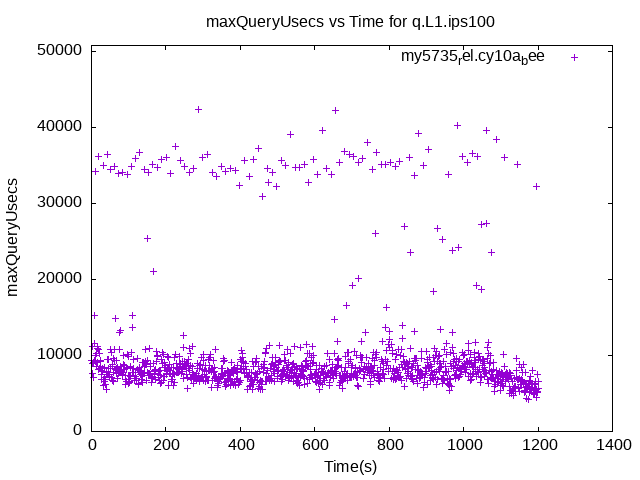 maxQueryUsecs vs Time for q.L1.ips100
my5735rel.cy10abee
maxQueryUsecs
50000
40000
30000
20000
10000
0
0 200 400 600 800 1000 1200 1400
Time(s)